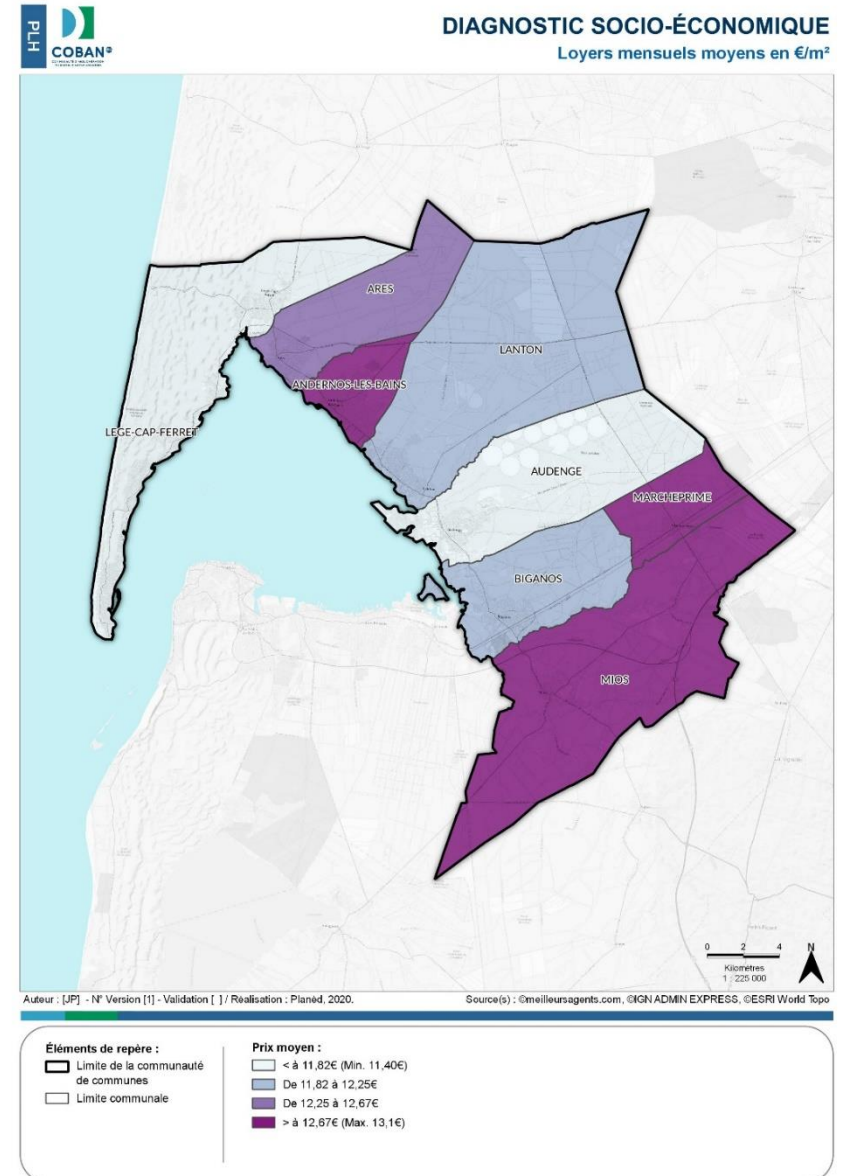 PLH
COBAN
DIAGNOSTIC SOCIO-ÉCONOMIQUE
Loyers mensuels moyens en €/m²
ARES
LANTON
ANDERNOS-LES-BAINS
LEGE-CAP-FERRET
AUDENGE
MARCHEPRIME
BIGANOS
MIOS
0 2 4
N
Kilomètres
1 : 225 000
Auteur : [JP] - N° Version [1] - Validation [ ] / Réalisation : Planèd, 2020.
Source(s) : ©meilleursagents.com, ©IGN ADMIN EXPRESS, ©ESRI World Topo
Éléments de repère :
Limite de la communauté
de communes
Limite communale
Prix moyen :
< à 11,82€ (Min. 11,40€)
De 11,82 à 12,25€
De 12,25 à 12,67€
> à 12,67€ (Max. 13,1€)